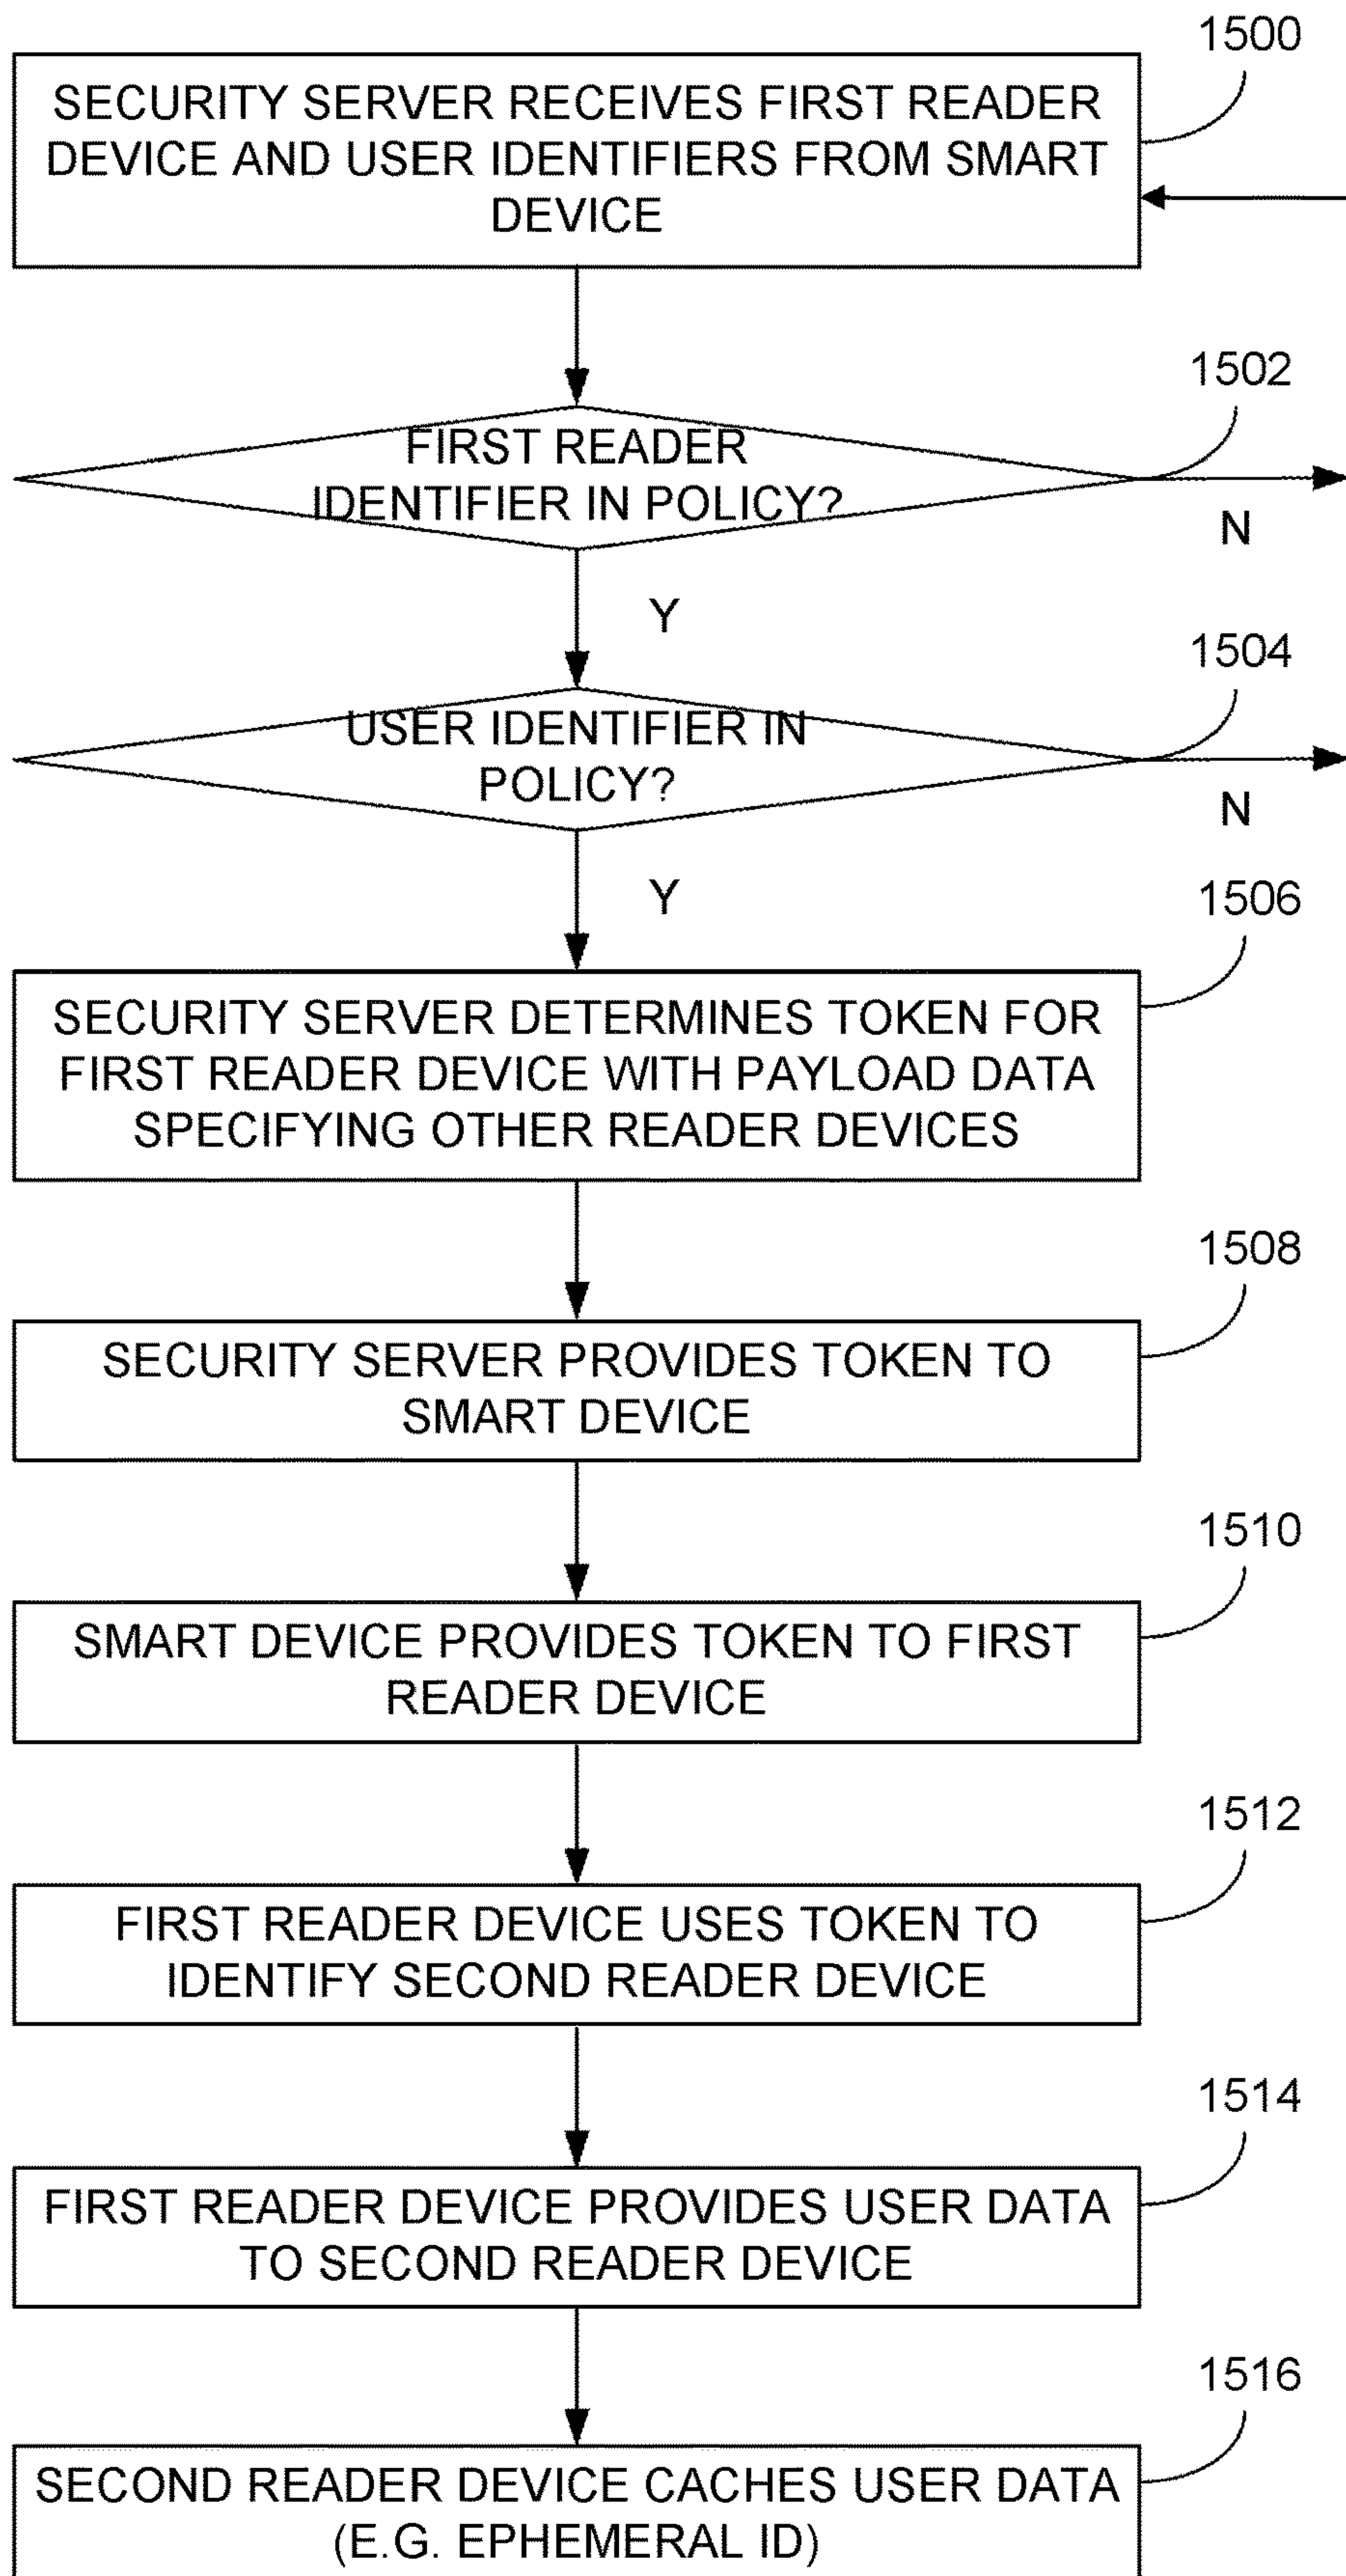 1500
SECURITY SERVER RECEIVES FIRST READER
DEVICE AND USER IDENTIFIERS FROM SMART
DEVICE
1502
FIRST READER
IDENTIFIER IN POLICY?
N
Y
1504
USER IDENTIFIER IN
POLICY?
N
Y
1506
SECURITY SERVER DETERMINES TOKEN FOR
FIRST READER DEVICE WITH PAYLOAD DATA
SPECIFYING OTHER READER DEVICES
1508
SECURITY SERVER PROVIDES TOKEN TO
SMART DEVICE
1510
SMART DEVICE PROVIDES TOKEN TO FIRST
READER DEVICE
1512
FIRST READER DEVICE USES TOKEN TO
IDENTIFY SECOND READER DEVICE
1514
FIRST READER DEVICE PROVIDES USER DATA
TO SECOND READER DEVICE
1516
SECOND READER DEVICE CACHES USER DATA
(E.G. EPHEMERAL ID)